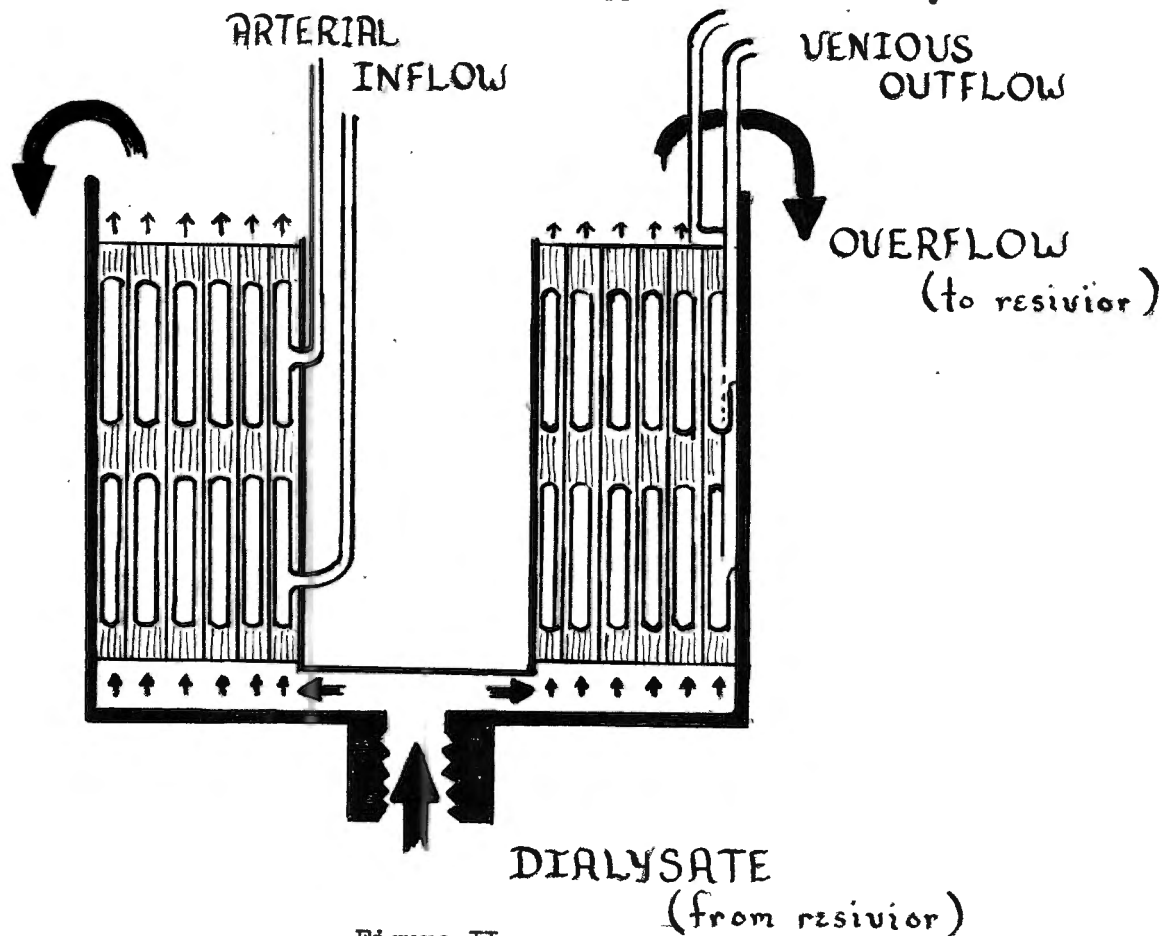 ARTERIAL
INFLOW
VENIOUS
OUTFLOW
OVERFLOW
(to resivior)
DIALYSATE
(from resivior)
Figure II